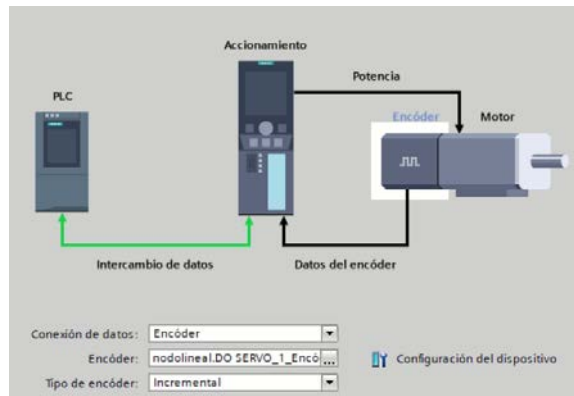 Accionamiento
PLC
Potencia
Encóder
Motor
Intercambio de datos
Datos del encóder
Conexión de datos: Encóder
Encóder: nodolineal.DO SERVO_1_Encó ...
Configuración del dispositivo
Tipo de encóder: Incremental